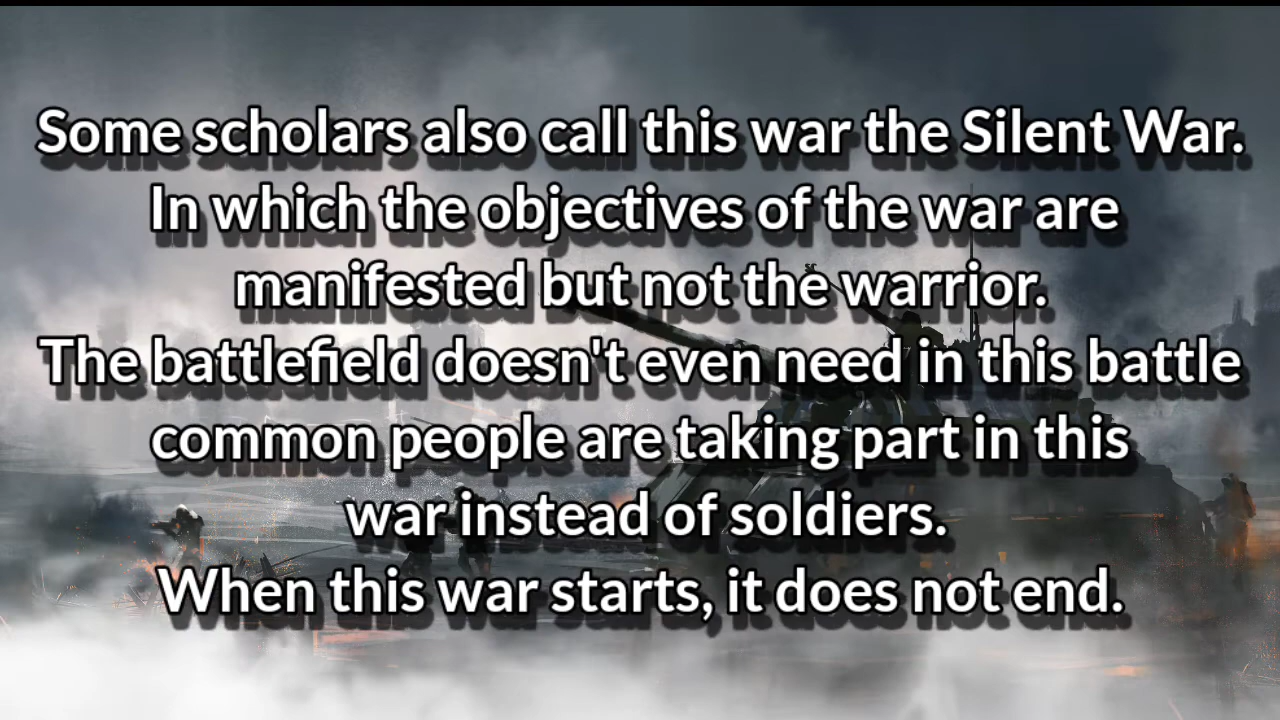 Some scholars also call this war the Silent War.
In which the objectives of the war are
manifested but not the warrior.
The battlefield doesn't even need in this battle
common people are taking part in this
war instead of soldiers.
When this war starts, it does not end.